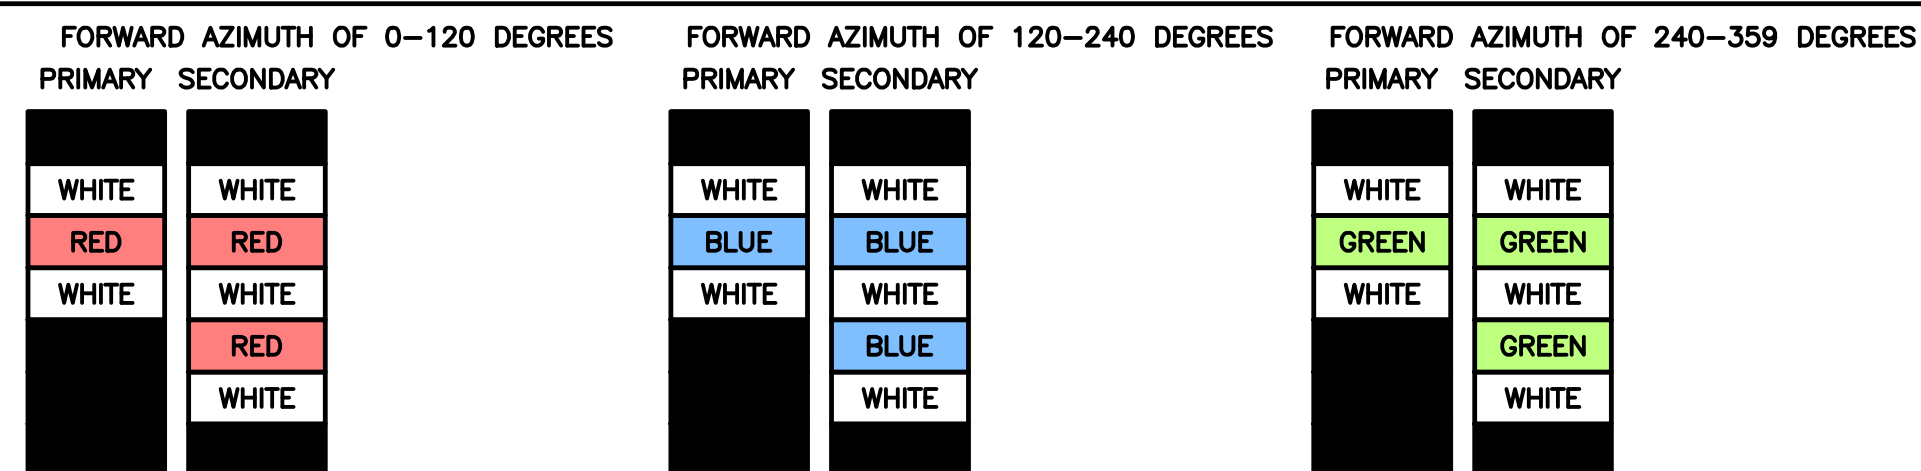 FORWARD AZIMUTH OF 0-120 DEGREES
PRIMARY SECONDARY
WHITE WHITE
RED RED
WHITE WHITE
RED
WHITE
FORWARD AZIMUTH OF 120-240 DEGREES
PRIMARY SECONDARY
WHITE WHITE
BLUE BLUE
WHITE WHITE
BLUE
WHITE
FORWARD AZIMUTH OF 240-359 DEGREES
PRIMARY SECONDARY
WHITE WHITE
GREEN GREEN
WHITE WHITE
GREEN
WHITE